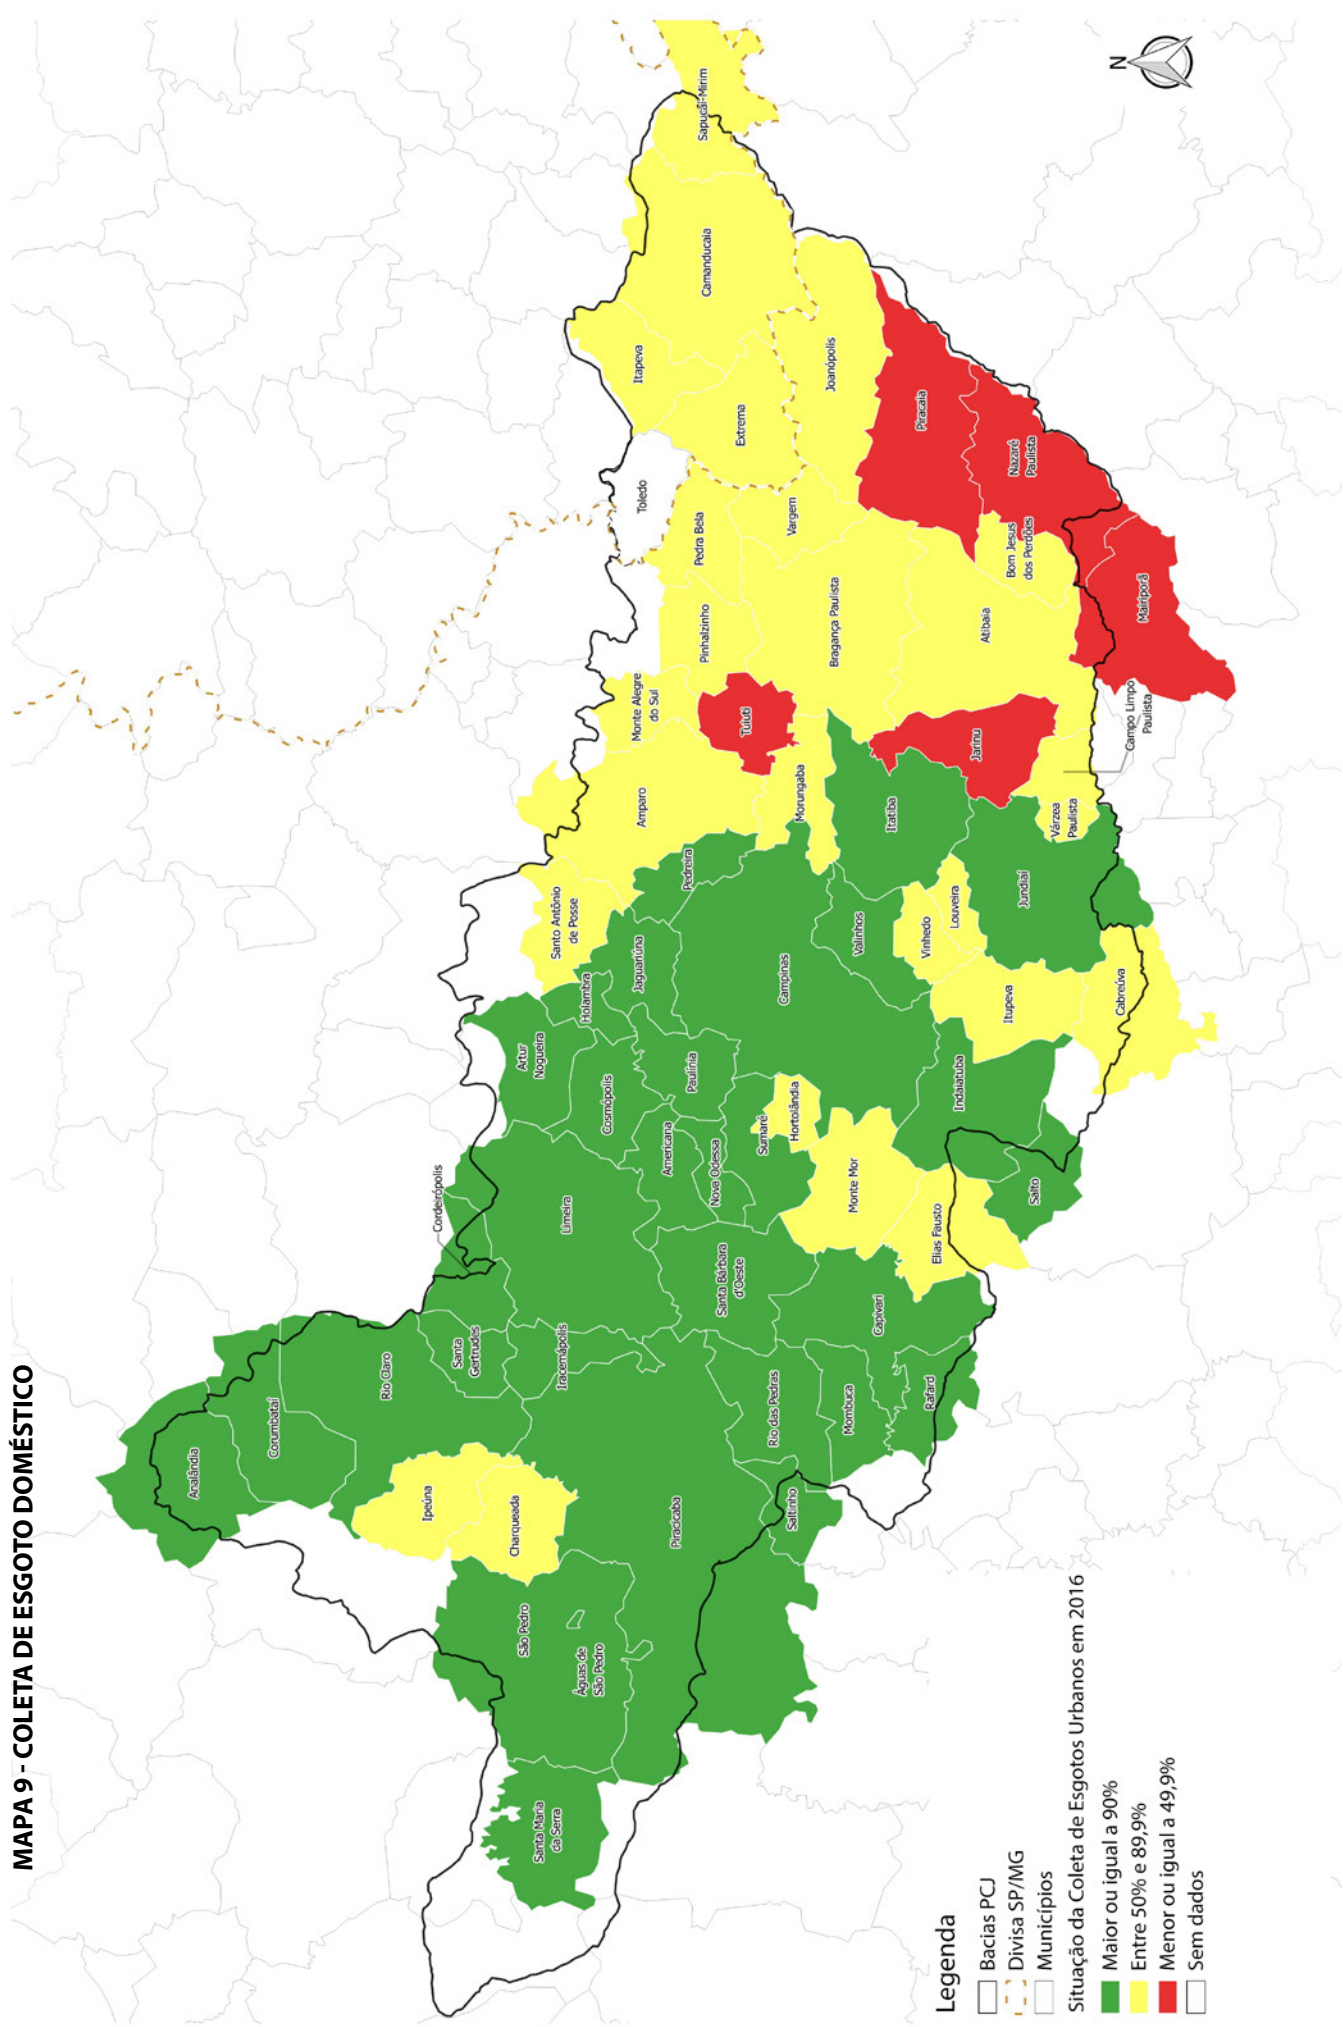 MAPA 9 - COLETA DE ESGOTO DOMÉSTICO
N
Analândia
Corumbataí
Rio Claro
Cordeirópolis
Santa
Gertrudes
Ipeúna
Charqueada
Iracemápolis
Limeira
Artur
Nogueira
Holambra
Santo Antônio
de Posse
Cosmópolis
Jaguariúna
Pedreira
Amparo
Monte Alegre
do Sul
Toledo
Itapeva
Sapucaí-Mirim
Camanducaia
Extrema
Pedra Bela
Pinhalzinho
Tuiuti
Vargem
Joanópolis
Bragança Paulista
Morungaba
Piracaia
Nazaré
Paulista
Bom Jesus
dos Perdões
Atibaia
Mairiporã
Campo Limpo
Paulista
Jarinu
Várzea
Paulista
Itatiba
Jundiaí
Louveira
Vinhedo
Valinhos
Campinas
Itupeva
Cabreúva
Indaiatuba
Salto
Paulínia
Americana
Nova Odessa
Sumaré
Hortolândia
Monte Mor
Elias Fausto
Santa Bárbara
d'Oeste
Capivari
Rafard
Mombuca
Rio das Pedras
Saltinho
Piracicaba
São Pedro
Águas de
São Pedro
Santa Maria
da Serra
Legenda
Bacias PCJ
Divisa SP/MG
Municípios
Situação da Coleta de Esgotos Urbanos em 2016
Maior ou igual a 90%
Entre 50% e 89,9%
Menor ou igual a 49,9%
Sem dados